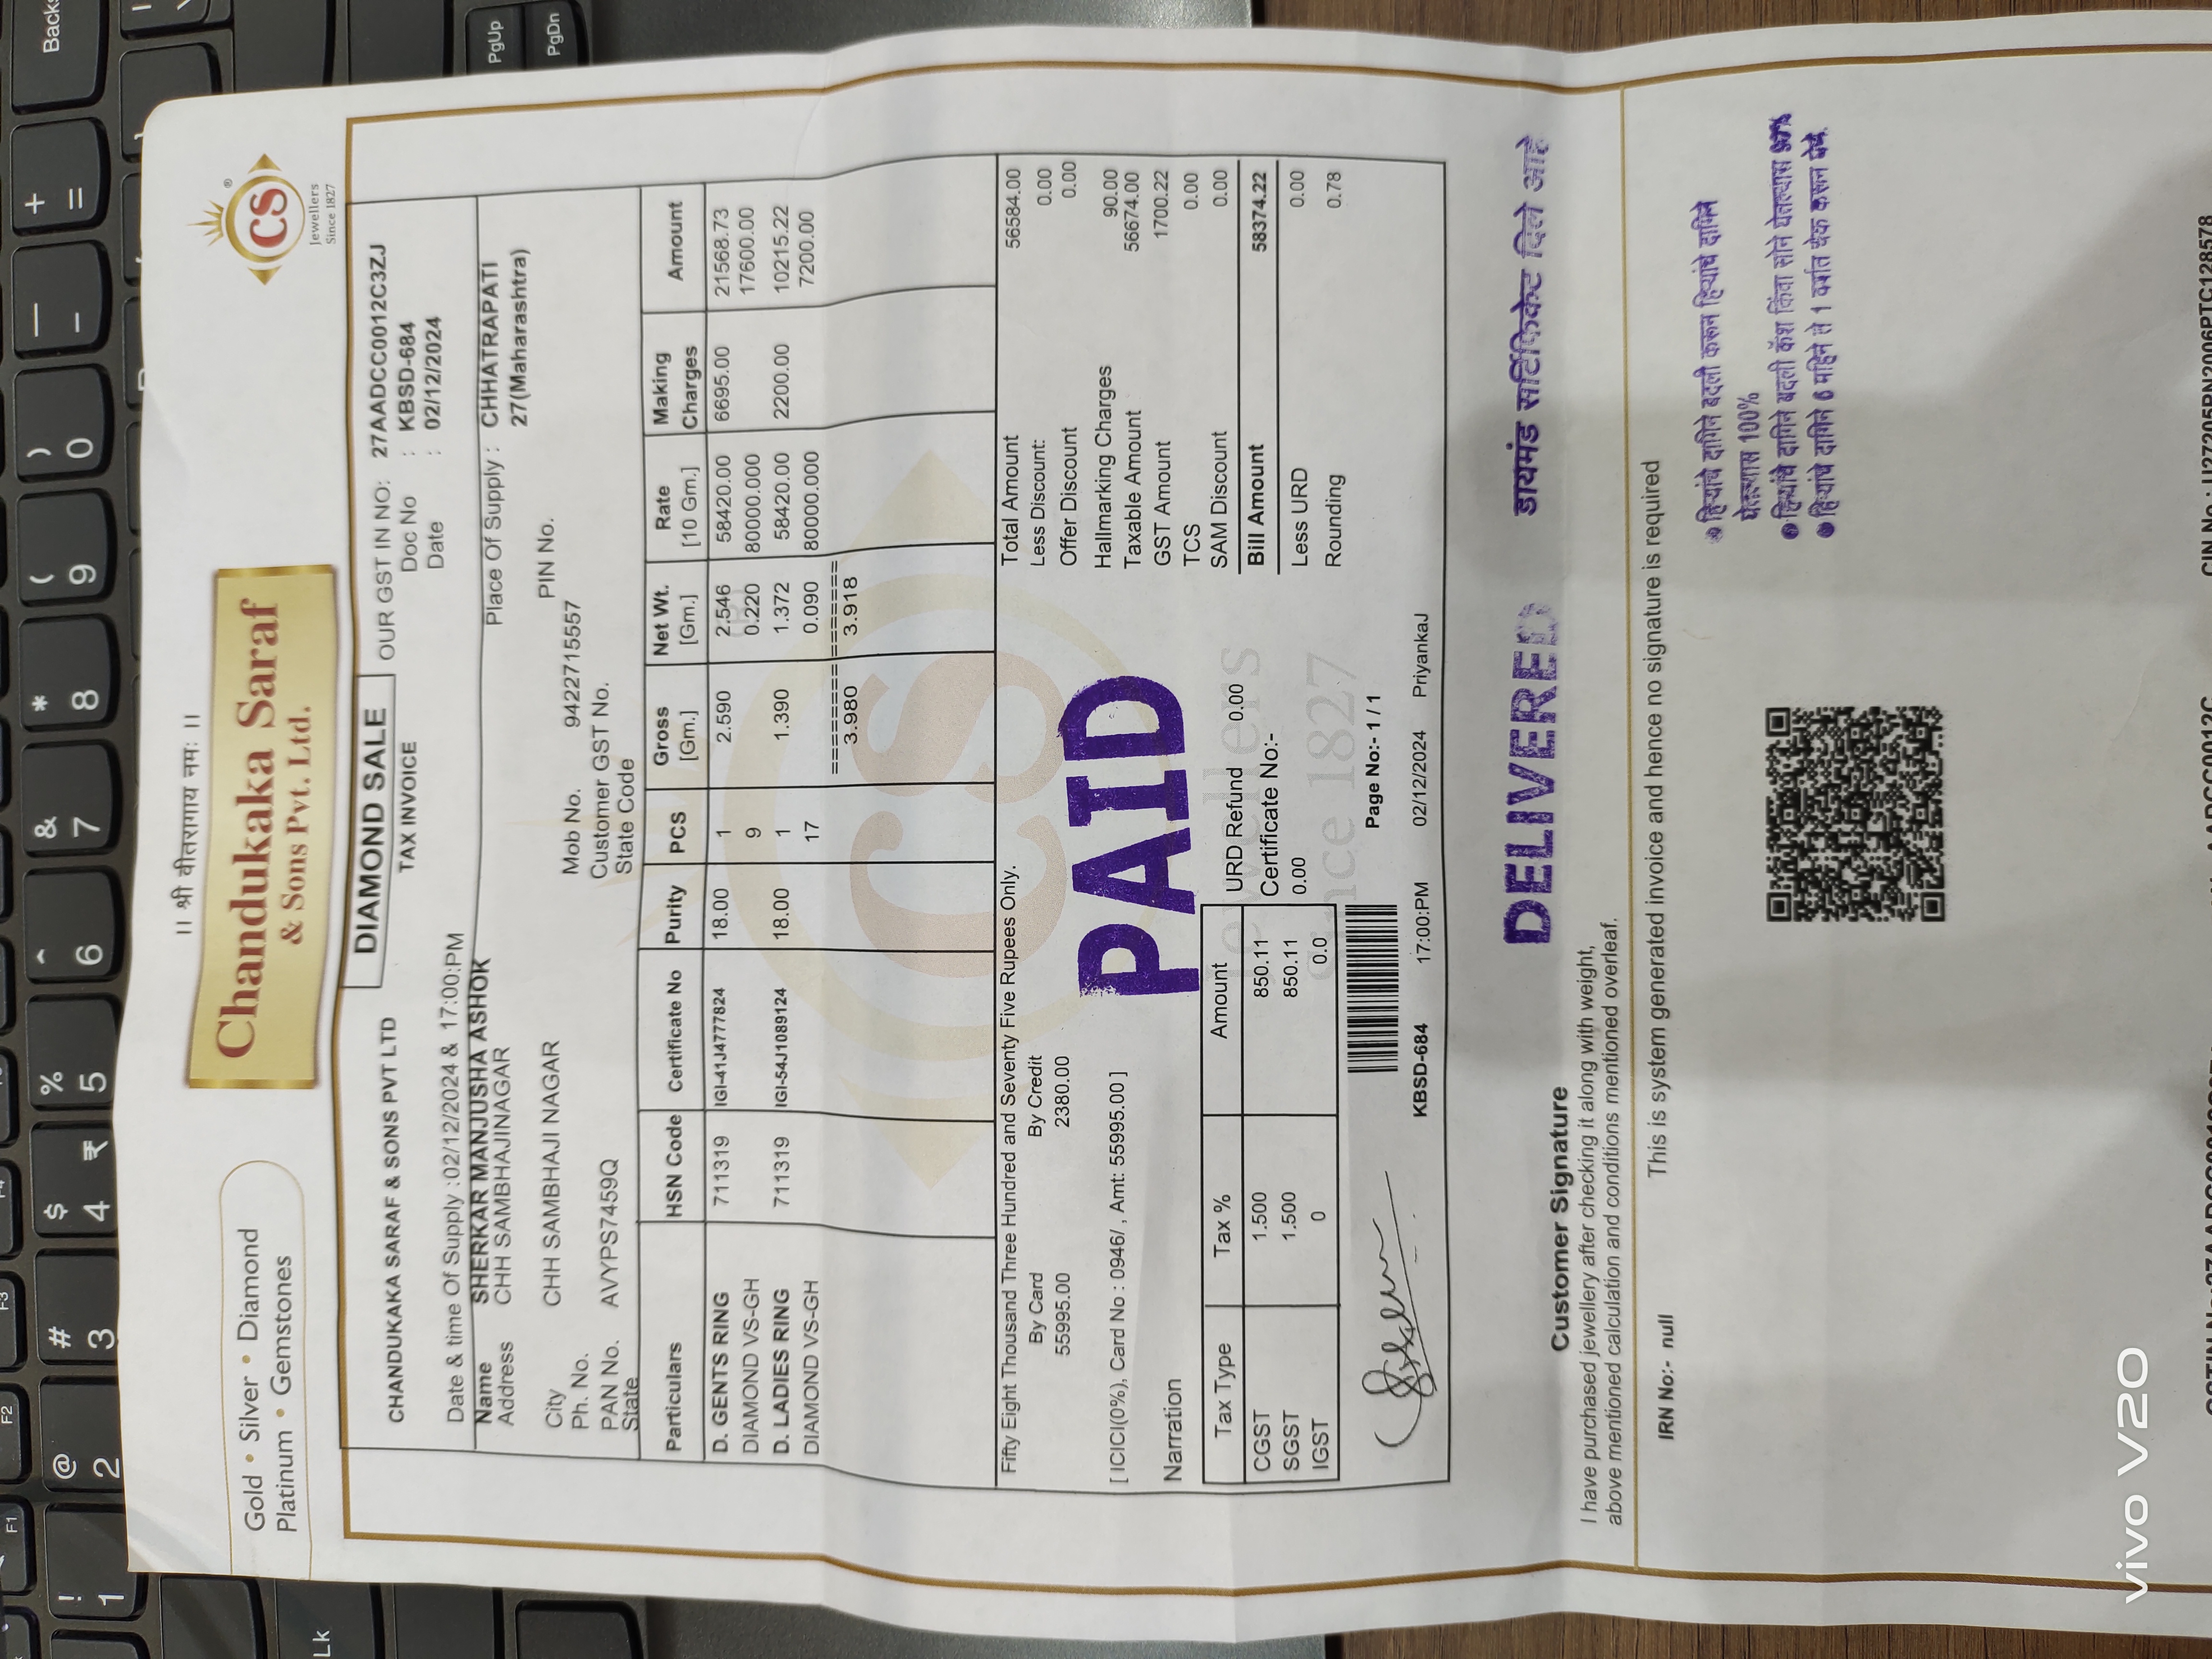 ।। श्री वीतरागाय नमः ।।
Gold • Silver • Diamond
Platinum • Gemstones
Chandukaka Saraf
& Sons Pvt. Ltd.
CS
®
Jewellers
Since 1827
DIAMOND SALE
CHANDUKAKA SARAF & SONS PVT LTD TAX INVOICE OUR GST IN NO: 27AADCC0012C3ZJ
Doc No : KBSD-684
Date & time Of Supply :02/12/2024 & 17:00:PM Date : 02/12/2024
Name SHERKAR MANJUSHA ASHOK Place Of Supply : CHHATRAPATI
Address CHH SAMBHAJINAGAR 27(Maharashtra)
City CHH SAMBHAJI NAGAR PIN No.
Ph. No. Mob No. 9422715557
PAN No. AVYPS7459Q Customer GST No.
State State Code
Particulars HSN Code Certificate No Purity PCS Gross [Gm.] Net Wt. [Gm.] Rate [10 Gm.] Making Charges Amount
D. GENTS RING 711319 IGI-41J4777824 18.00 1 2.590 2.546 58420.00 6695.00 21568.73
DIAMOND VS-GH 9 0.220 80000.000 17600.00
D. LADIES RING 711319 IGI-54J1089124 18.00 1 1.390 1.372 58420.00 2200.00 10215.22
DIAMOND VS-GH 17 0.090 80000.000 7200.00
3.980 3.918
Fifty Eight Thousand Three Hundred and Seventy Five Rupees Only. Total Amount 56584.00
By Card By Credit Less Discount: 0.00
55995.00 2380.00 Offer Discount 0.00
[ ICICI(0%), Card No : 0946/ , Amt: 55995.00 ] Hallmarking Charges 90.00
PAID
Taxable Amount 56674.00
Narration GST Amount 1700.22
TCS 0.00
Tax Type Tax % Amount URD Refund 0.00 SAM Discount 0.00
CGST 1.500 850.11 Certificate No:- Bill Amount 58374.22
SGST 1.500 850.11 0.00 Less URD 0.00
IGST 0 0.0 Rounding 0.78
Jewellers
Since 1827
Page No:- 1 / 1
KBSD-684 17:00:PM 02/12/2024 PriyankaJ
DELIVERED डायमंड सर्टिफिकेट दिले आहे
Customer Signature
I have purchased jewellery after checking it along with weight,
above mentioned calculation and conditions mentioned overleaf.
IRN No:- null This is system generated invoice and hence no signature is required
हिऱ्यांचे दागिने बदली करून हिऱ्यांचे दागिने
घेतल्यास 100%
हिऱ्यांचे दागिने बदली कॅश किंवा सोने घेतल्यास
हिऱ्यांचे दागिने 6 महिने ते 1 वर्षात चेक करून घेणे.
vivo V20